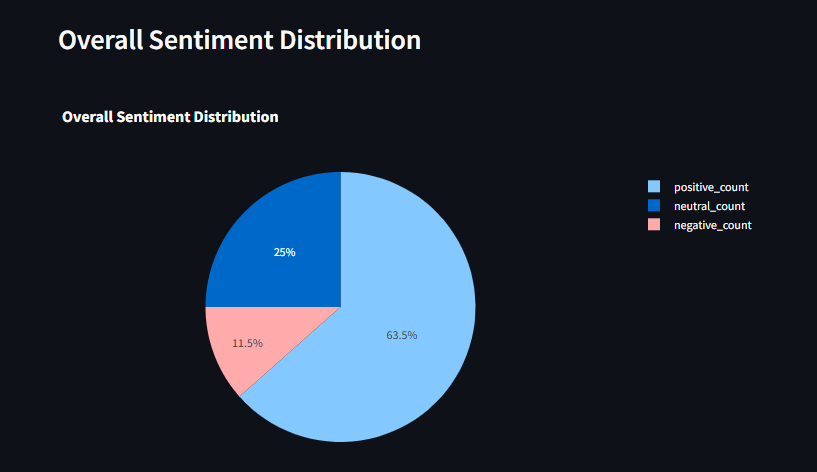 Overall Sentiment Distribution
Overall Sentiment Distribution
positive_count
neutral_count
negative_count
25%
11.5%
63.5%